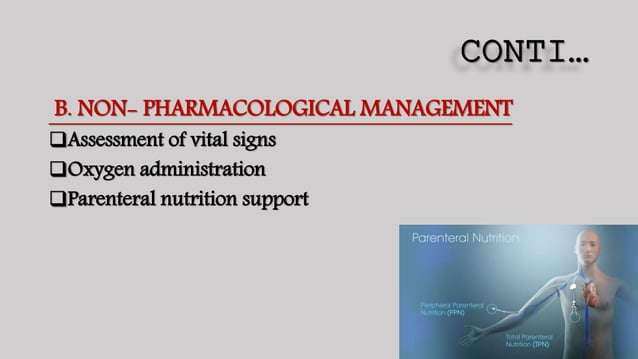 CONTI…
B. NON- PHARMACOLOGICAL MANAGEMENT
❑Assessment of vital signs
❑Oxygen administration
❑Parenteral nutrition support
Parenteral Nutrition
Peripheral Parenteral
Nutrition (PPN)
Total Parenteral
Nutrition (TPN)